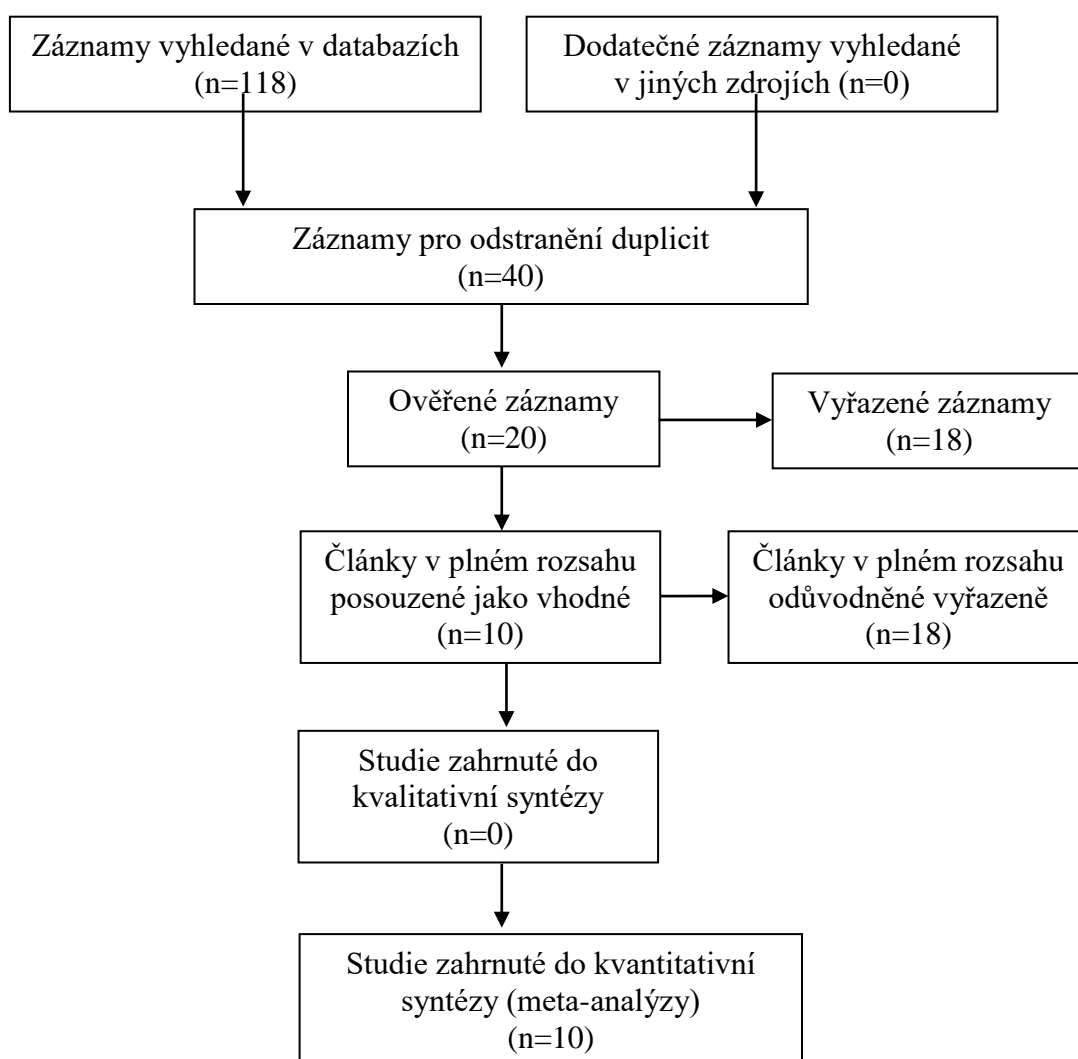 Záznamy vyhledané v databazích
(n=118)
Dodatečné záznamy vyhledané
v jiných zdrojích (n=0)
Záznamy pro odstranění duplicit
(n=40)
Ověřené záznamy
(n=20)
Vyřazené záznamy
(n=18)
Články v plném rozsahu
posouzené jako vhodné
(n=10)
Články v plném rozsahu
odůvodněné vyřazeně
(n=18)
Studie zahrnuté do
kvalitativní syntézy
(n=0)
Studie zahrnuté do kvantitativní
syntézy (meta-analýzy)
(n=10)